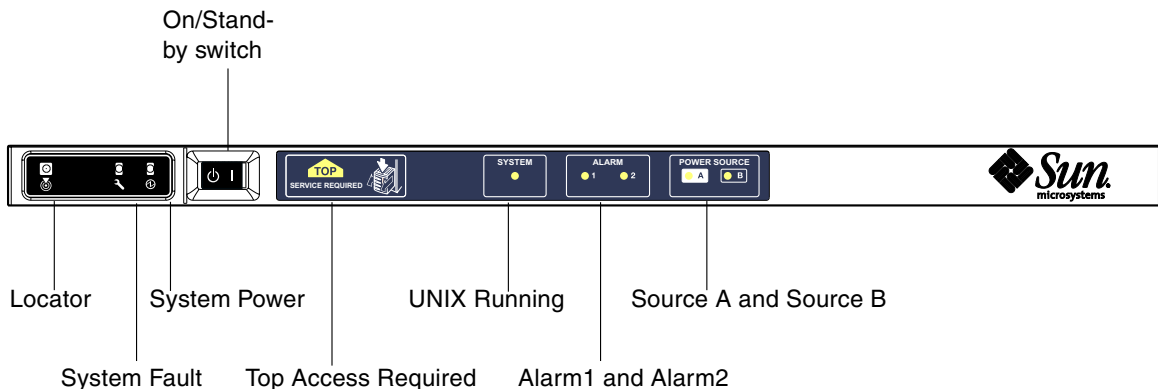 On/Stand-
by switch
TOP
SERVICE REQUIRED
SYSTEM
ALARM
1 2
POWER SOURCE
A B
Sun.
microsystems
Locator
System Power
UNIX Running
Source A and Source B
System Fault
Top Access Required
Alarm1 and Alarm2